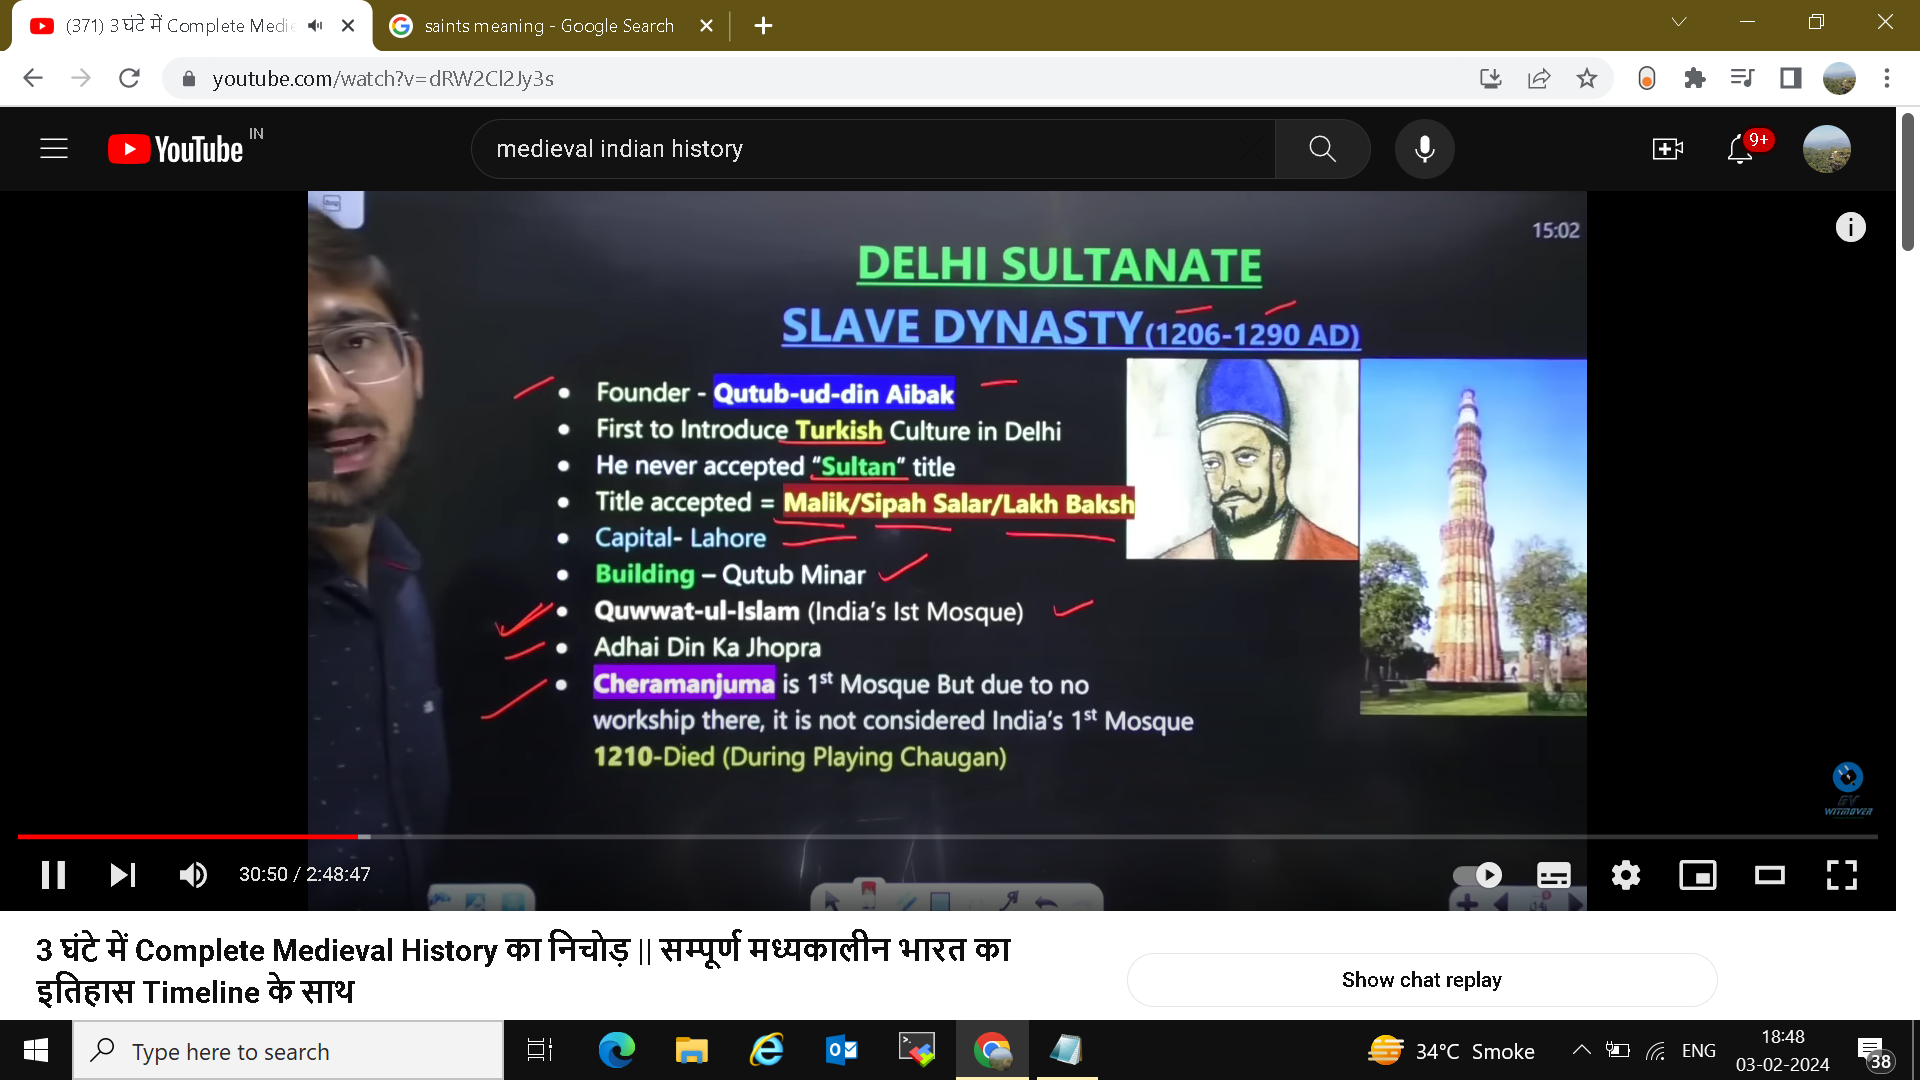 (371) 3 घंटे में Complete Medie
saints meaning - Google Search
youtube.com/watch?v=dRW2Cl2Jy3s
YouTube IN
medieval indian history
9+
15:02
DELHI SULTANATE
SLAVE DYNASTY(1206-1290 AD)
• Founder - Qutub-ud-din Aibak
• First to Introduce Turkish Culture in Delhi
• He never accepted “Sultan” title
• Title accepted = Malik/Sipah Salar/Lakh Baksh
• Capital- Lahore
• Building – Qutub Minar
• Quwwat-ul-Islam (India’s Ist Mosque)
• Adhai Din Ka Jhopra
• Cheramanjuma is 1st Mosque But due to no
workship there, it is not considered India’s 1st Mosque
1210-Died (During Playing Chaugan)
GV
WITMOVER
30:50 / 2:48:47
3 घंटे में Complete Medieval History का निचोड़ || सम्पूर्ण मध्यकालीन भारत का
इतिहास Timeline के साथ
Show chat replay
Type here to search
34°C Smoke
ENG
18:48
03-02-2024
38